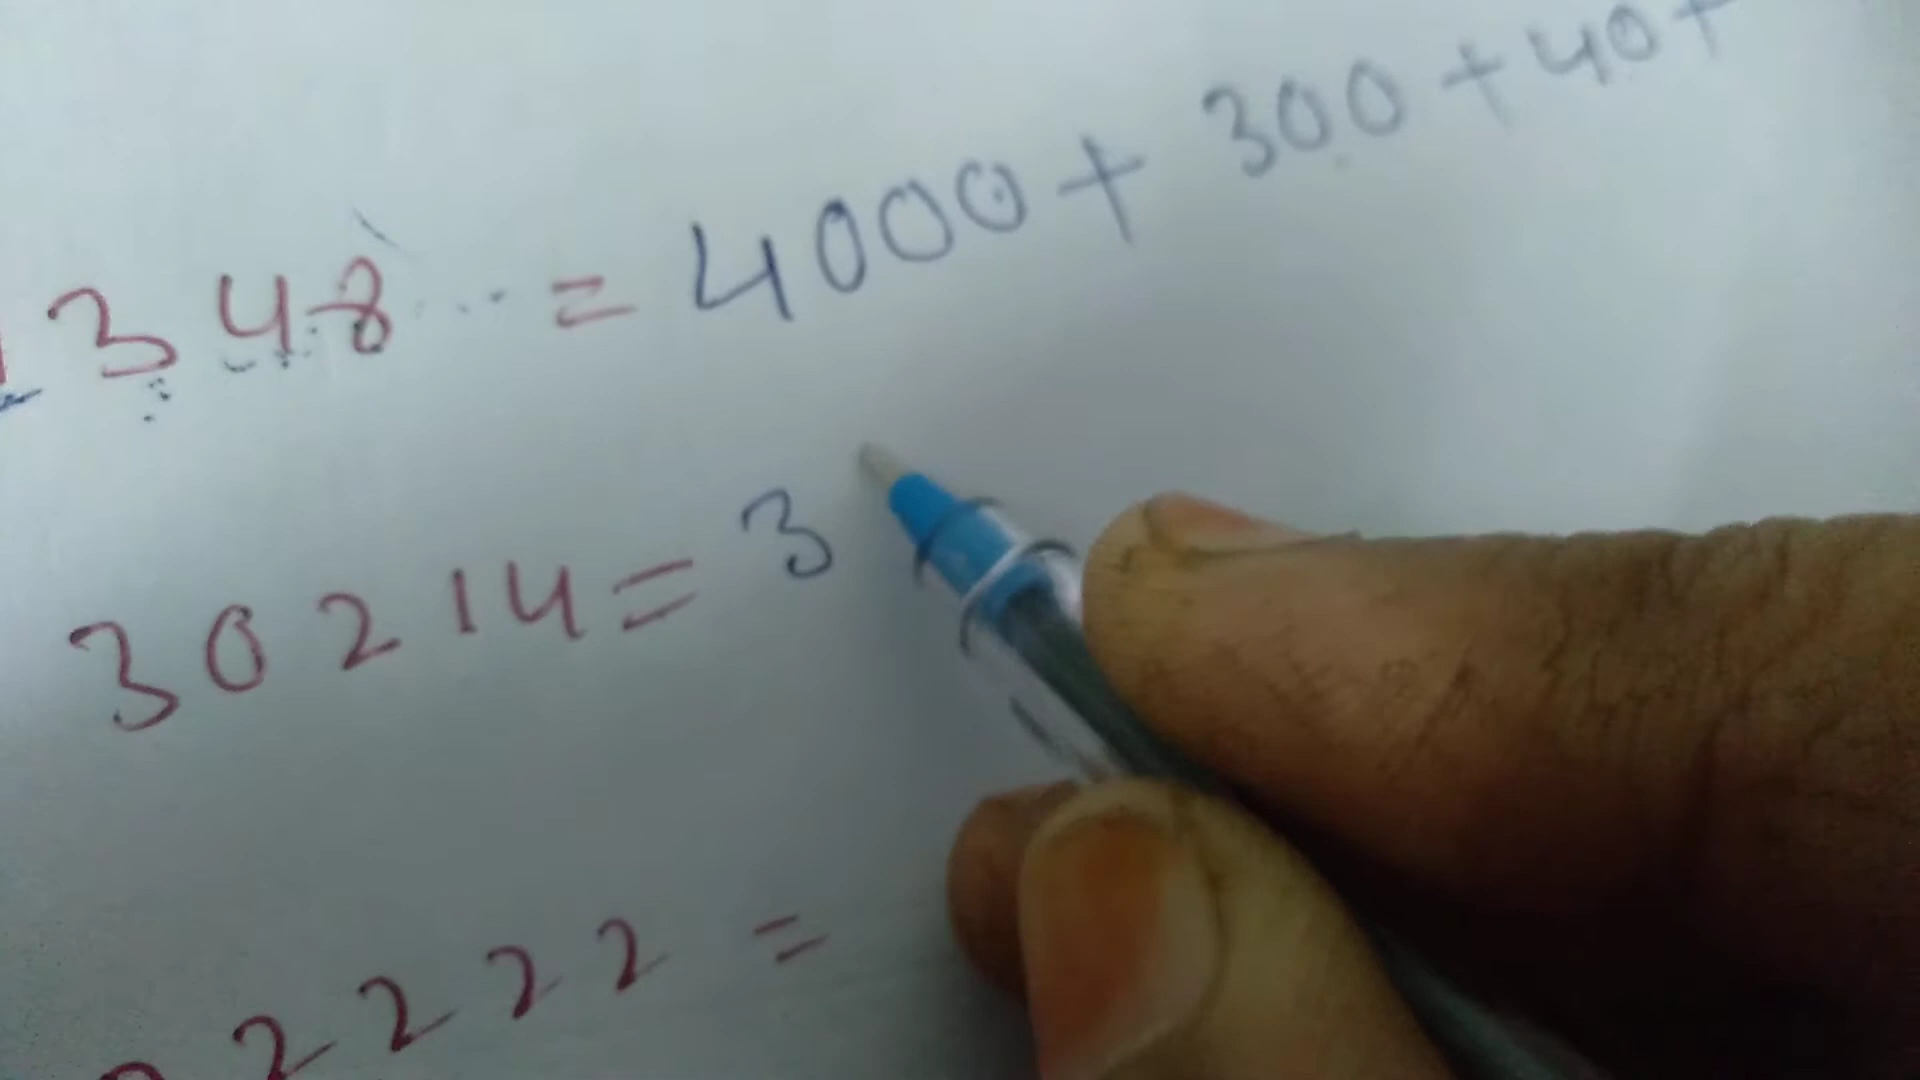 348 = 4000 + 300 + 40 +
30214 = 3
2222 =